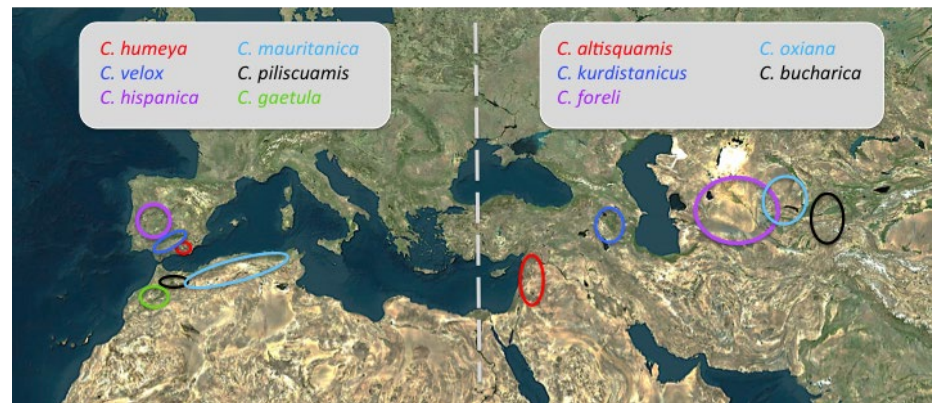 C. humeya C. mauritanica
C. velox C. piliscuamis
C. hispanica C. gaetula
C. altisquamis C. oxiana
C. kurdistanicus C. bucharica
C. foreli